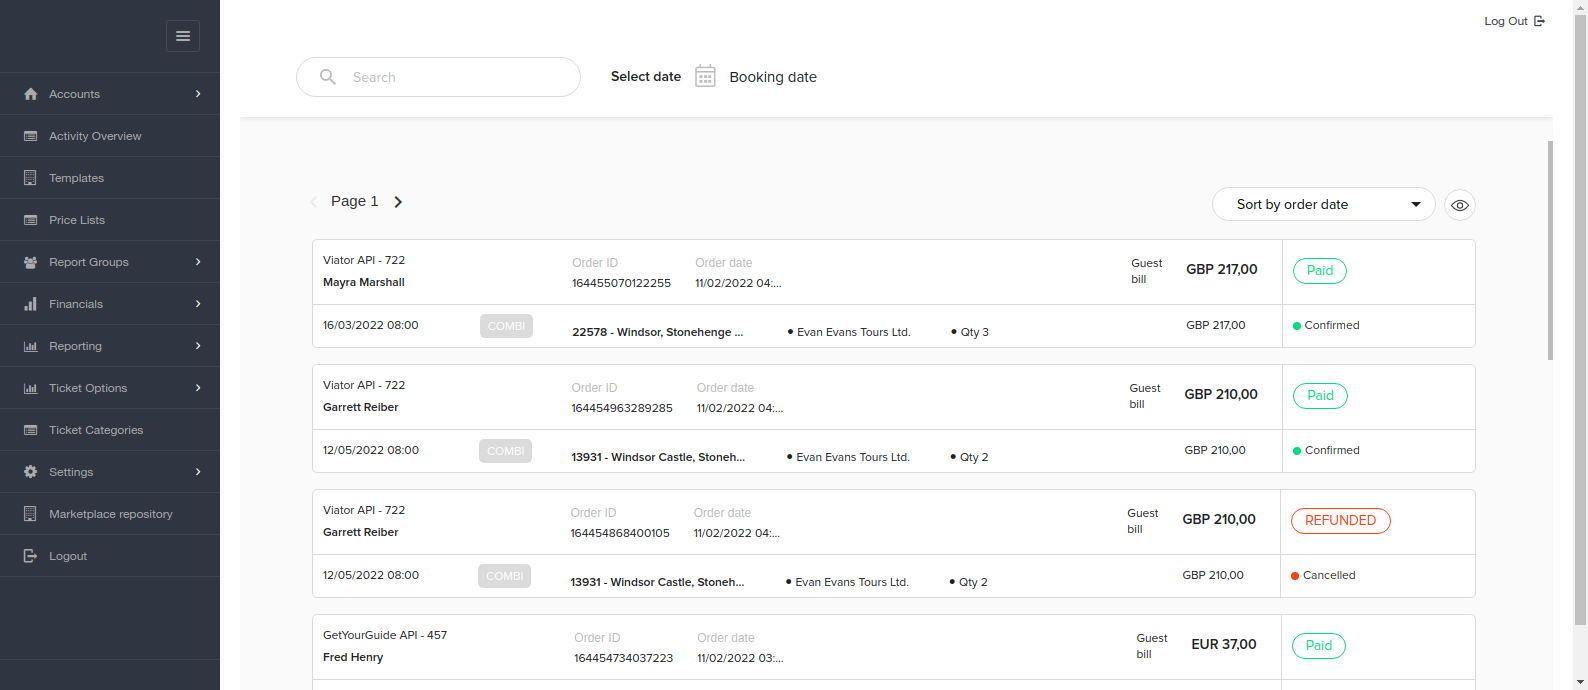 Log Out
Search
Select date
Booking date
Accounts
Activity Overview
Templates
Price Lists
Report Groups
Financials
Reporting
Ticket Options
Ticket Categories
Settings
Marketplace repository
Logout
Page 1
Sort by order date
Viator API - 722
Mayra Marshall
Order ID
164455070122255
Order date
11/02/2022 04:...
Guest
bill
GBP 217,00
Paid
16/03/2022 08:00
COMBI
22578 - Windsor, Stonehenge ...
• Evan Evans Tours Ltd.
• Qty 3
GBP 217,00
Confirmed
Viator API - 722
Garrett Reiber
Order ID
164454963289285
Order date
11/02/2022 04:...
Guest
bill
GBP 210,00
Paid
12/05/2022 08:00
COMBI
13931 - Windsor Castle, Stoneh...
• Evan Evans Tours Ltd.
• Qty 2
GBP 210,00
Confirmed
Viator API - 722
Garrett Reiber
Order ID
164454868400105
Order date
11/02/2022 04:...
Guest
bill
GBP 210,00
REFUNDED
12/05/2022 08:00
COMBI
13931 - Windsor Castle, Stoneh...
• Evan Evans Tours Ltd.
• Qty 2
GBP 210,00
Cancelled
GetYourGuide API - 457
Fred Henry
Order ID
164454734037223
Order date
11/02/2022 03:...
Guest
bill
EUR 37,00
Paid